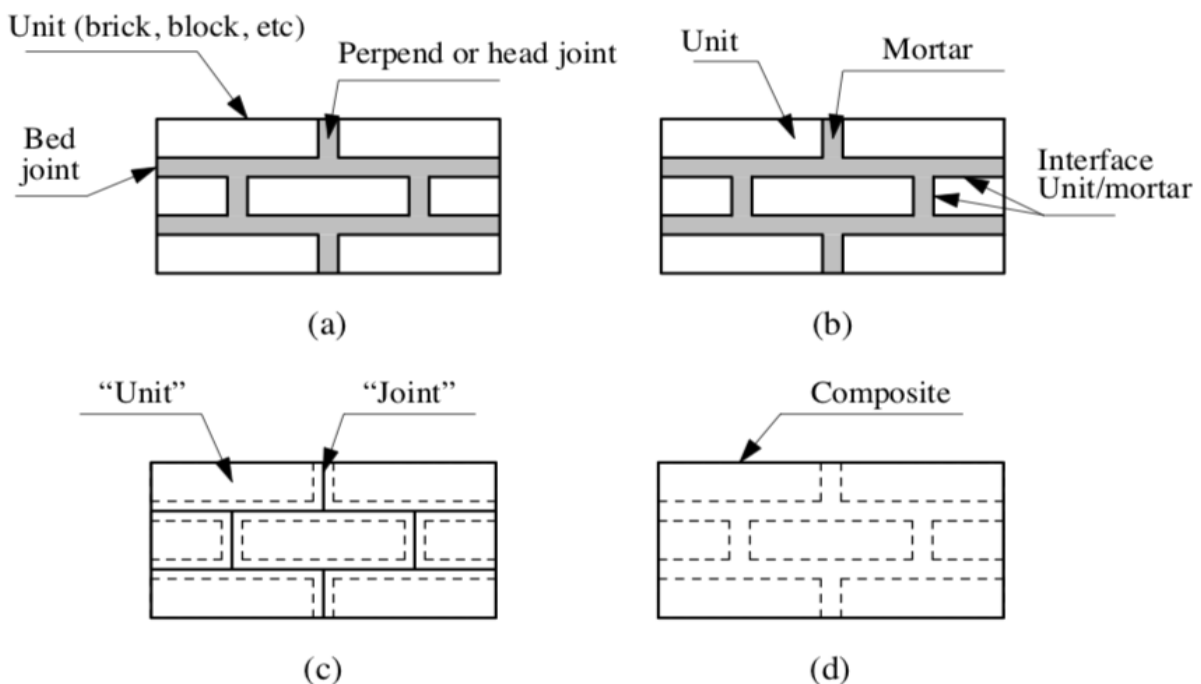 Unit (brick, block, etc)
Perpend or head joint
Bed
joint
(a)
Unit
Mortar
Interface
Unit/mortar
(b)
“Unit”
“Joint”
(c)
Composite
(d)